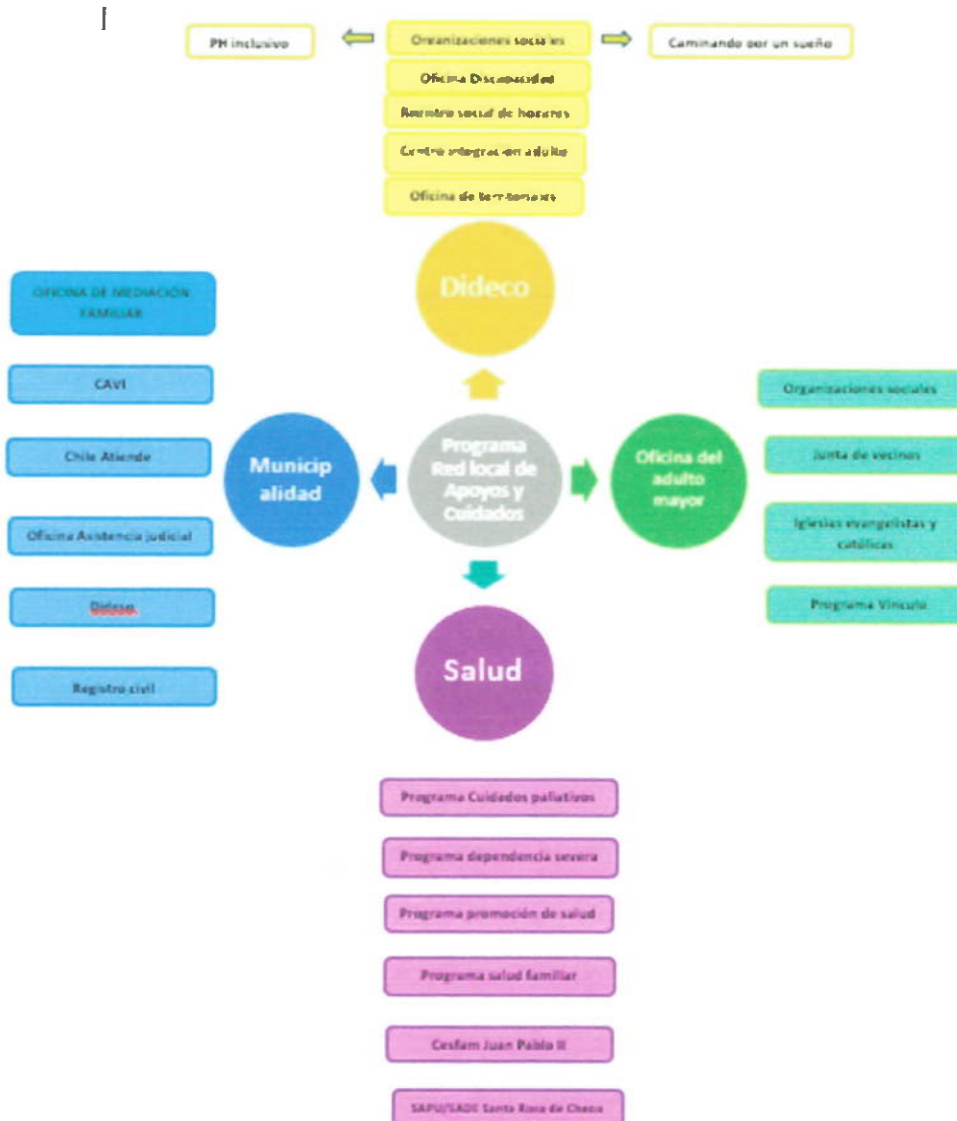 PH inclusivo
Organizaciones sociales
Caminando por un sueño
Oficina Discapacidad
Registro social de hogares
Centro integracion adulto
Oficina de territoriales
Dideco
OFICINA DE MEDIACIÓN
FAMILIAR
CAVI
Chile Atiende
Oficina Asistencia judicial
Dideso
Registro civil
Municip
alidad
Programa
Red local de
Apoyos y
Cuidados
Oficina del
adulto
mayor
Organizaciones sociales
Junta de vecinos
Iglesias evangelistas y
católicas
Programa Vinculo
Salud
Programa Cuidados paliativos
Programa dependencia severa
Programa promoción de salud
Programa salud familiar
Cesfam Juan Pablo II
SAPU/SADE Santa Rosa de Chena